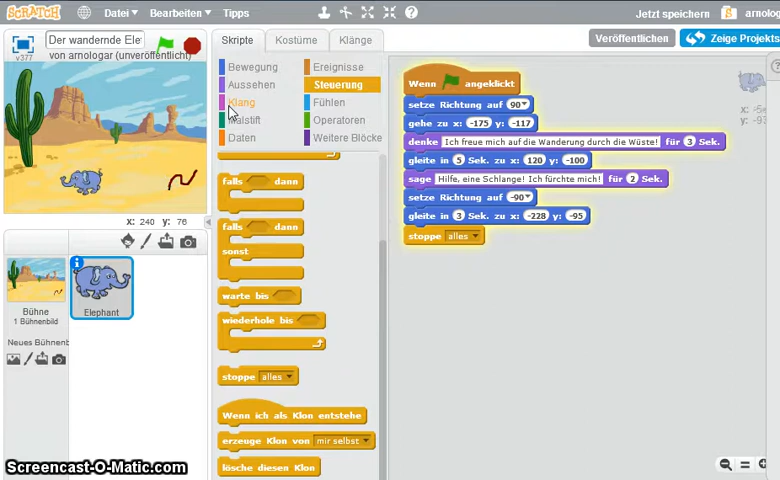 SCRATCH
Datei
Bearbeiten
Tipps
Jetzt speichern
arnologar
v377
Der wandernde Ele
von arnologar (unveröffentlicht)
Skripte
Kostüme
Klänge
Veröffentlichen
Zeige Projekts
Bewegung
Ereignisse
Aussehen
Steuerung
Klang
Fühlen
Malstift
Operatoren
Daten
Weitere Blöcke
falls dann
falls dann
sonst
warte bis
wiederhole bis
stoppe alles
Wenn ich als Klon entstehe
erzeuge Klon von mir selbst
lösche diesen Klon
Wenn angeklickt
setze Richtung auf 90
gehe zu x: -175 y: -117
denke Ich freue mich auf die Wanderung durch die Wüste! für 3 Sek.
gleite in 5 Sek. zu x: 120 y: -100
sage Hilfe, eine Schlange! Ich fürchte mich! für 2 Sek.
setze Richtung auf -90
gleite in 3 Sek. zu x: -228 y: -95
stoppe alles
x: 240 y: 76
Bühne
1 Bühnenbild
Neues Bühnenb
Elephant
Screencast-O-Matic.com